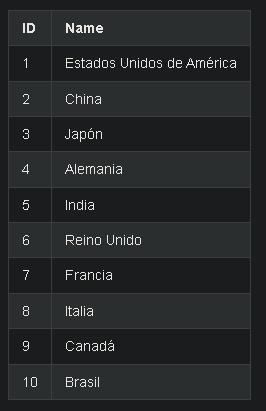 ID Name
1 Estados Unidos de América
2 China
3 Japón
4 Alemania
5 India
6 Reino Unido
7 Francia
8 Italia
9 Canadá
10 Brasil